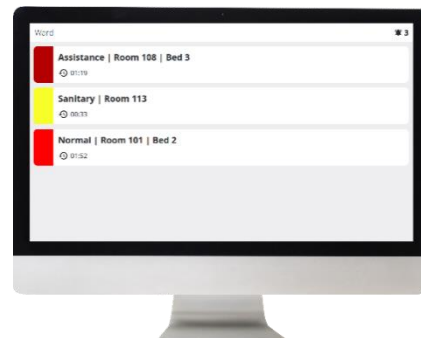 Word
3
Assistance | Room 108 | Bed 3
01:19
Sanitary | Room 113
00:33
Normal | Room 101 | Bed 2
01:52